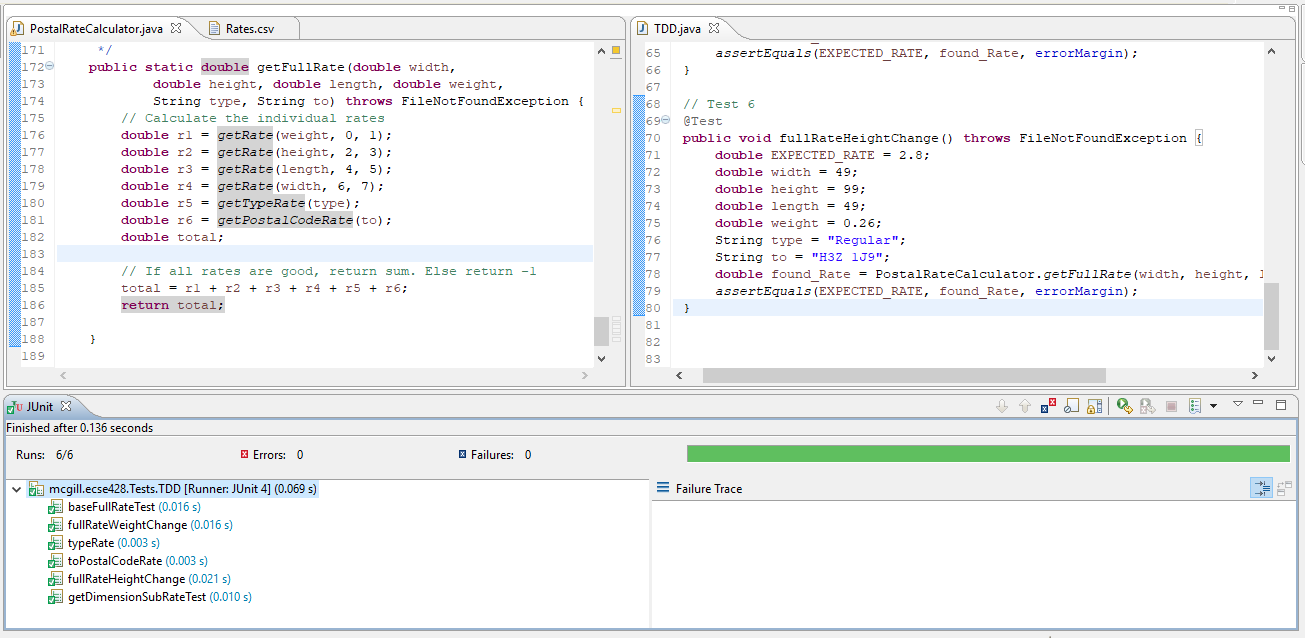 PostalRateCalculator.java
Rates.csv
171 */
172 public static double getFullRate(double width,
173 double height, double length, double weight,
174 String type, String to) throws FileNotFoundException {
175 // Calculate the individual rates
176 double r1 = getRate(weight, 0, 1);
177 double r2 = getRate(height, 2, 3);
178 double r3 = getRate(length, 4, 5);
179 double r4 = getRate(width, 6, 7);
180 double r5 = getTypeRate(type);
181 double r6 = getPostalCodeRate(to);
182 double total;
183
184 // If all rates are good, return sum. Else return -1
185 total = r1 + r2 + r3 + r4 + r5 + r6;
186 return total;
187
188 }
189
TDD.java
65 assertEquals(EXPECTED_RATE, found_Rate, errorMargin);
66 }
67
68 // Test 6
69 @Test
70 public void fullRateHeightChange() throws FileNotFoundException {
71 double EXPECTED_RATE = 2.8;
72 double width = 49;
73 double height = 99;
74 double length = 49;
75 double weight = 0.26;
76 String type = "Regular";
77 String to = "H3Z 1J9";
78 double found_Rate = PostalRateCalculator.getFullRate(width, height,
79 assertEquals(EXPECTED_RATE, found_Rate, errorMargin);
80 }
81
82
83
JUnit
Finished after 0.136 seconds
Runs: 6/6 Errors: 0 Failures: 0
mcgill.ecse428.Tests.TDD [Runner: JUnit 4] (0.069 s)
baseFullRateTest (0.016 s)
fullRateWeightChange (0.016 s)
typeRate (0.003 s)
toPostalCodeRate (0.003 s)
fullRateHeightChange (0.021 s)
getDimensionSubRateTest (0.010 s)
Failure Trace